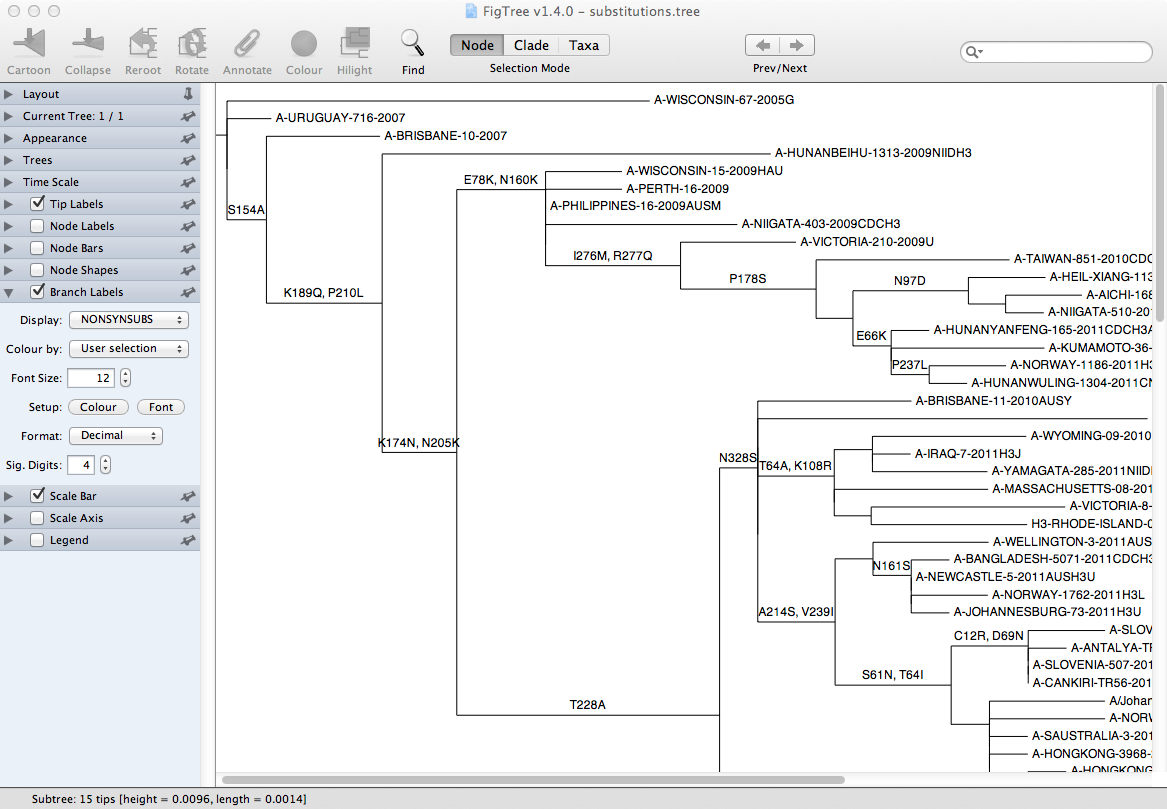 FigTree v1.4.0 - substitutions.tree
Cartoon Collapse Reroot Rotate Annotate Colour Hilight Find
Node Clade Taxa
Selection Mode
Prev/Next
Layout
Current Tree: 1 / 1
Appearance
Trees
Time Scale
Tip Labels
Node Labels
Node Bars
Node Shapes
Branch Labels
Display: NONSYNSUBS
Colour by: User selection
Font Size: 12
Setup: Colour Font
Format: Decimal
Sig. Digits: 4
Scale Bar
Scale Axis
Legend
A-WISCONSIN-67-2005G
A-URUGUAY-716-2007
A-BRISBANE-10-2007
A-HUNANBEIHU-1313-2009NIIDH3
A-WISCONSIN-15-2009HAU
E78K, N160K
A-PERTH-16-2009
A-PHILIPPINES-16-2009AUSM
S154A
A-NIIGATA-403-2009CDCH3
A-VICTORIA-210-2009U
I276M, R277Q
A-TAIWAN-851-2010CDC
P178S
N97D
A-HEIL-XIANG-113
K189Q, P210L
A-AICHI-168
A-NIIGATA-510-20
A-HUNANYANFENG-165-2011CDCH3A
E66K
A-KUMAMOTO-36-
P237L
A-NORWAY-1186-2011H3
A-HUNANWULING-1304-2011CN
A-BRISBANE-11-2010AUSY
A-WYOMING-09-2010
K174N, N205K
A-IRAQ-7-2011H3J
N328S
T64A, K108R
A-YAMAGATA-285-2011NIID
A-MASSACHUSETTS-08-201
A-VICTORIA-8-
H3-RHODE-ISLAND-0
A-WELLINGTON-3-2011AUS
A-BANGLADESH-5071-2011CDCH3
N161S
A-NEWCASTLE-5-2011AUSH3U
A-NORWAY-1762-2011H3L
A214S, V239I
A-JOHANNESBURG-73-2011H3U
A-SLOV
C12R, D69N
A-ANTALYA-TR
A-SLOVENIA-507-201
S61N, T64I
A-CANKIRI-TR56-201
A/Johan
T228A
A-NORW
A-SAUSTRALIA-3-201
A-HONGKONG-3968-
A-HONGKONG
Subtree: 15 tips [height = 0.0096, length = 0.0014]